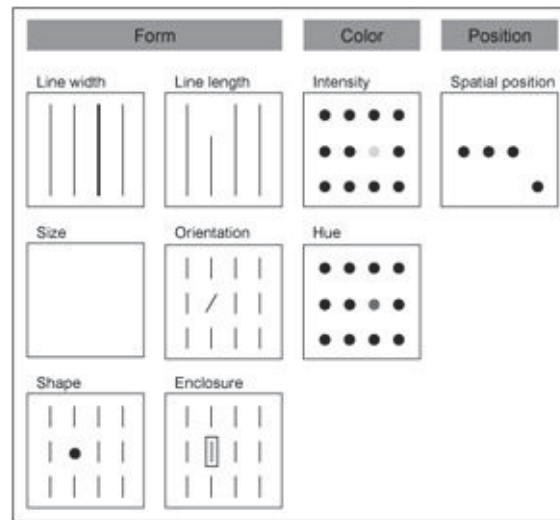 Form Color Position
Line width Line length Intensity Spatial position
Size Orientation Hue
Shape Enclosure